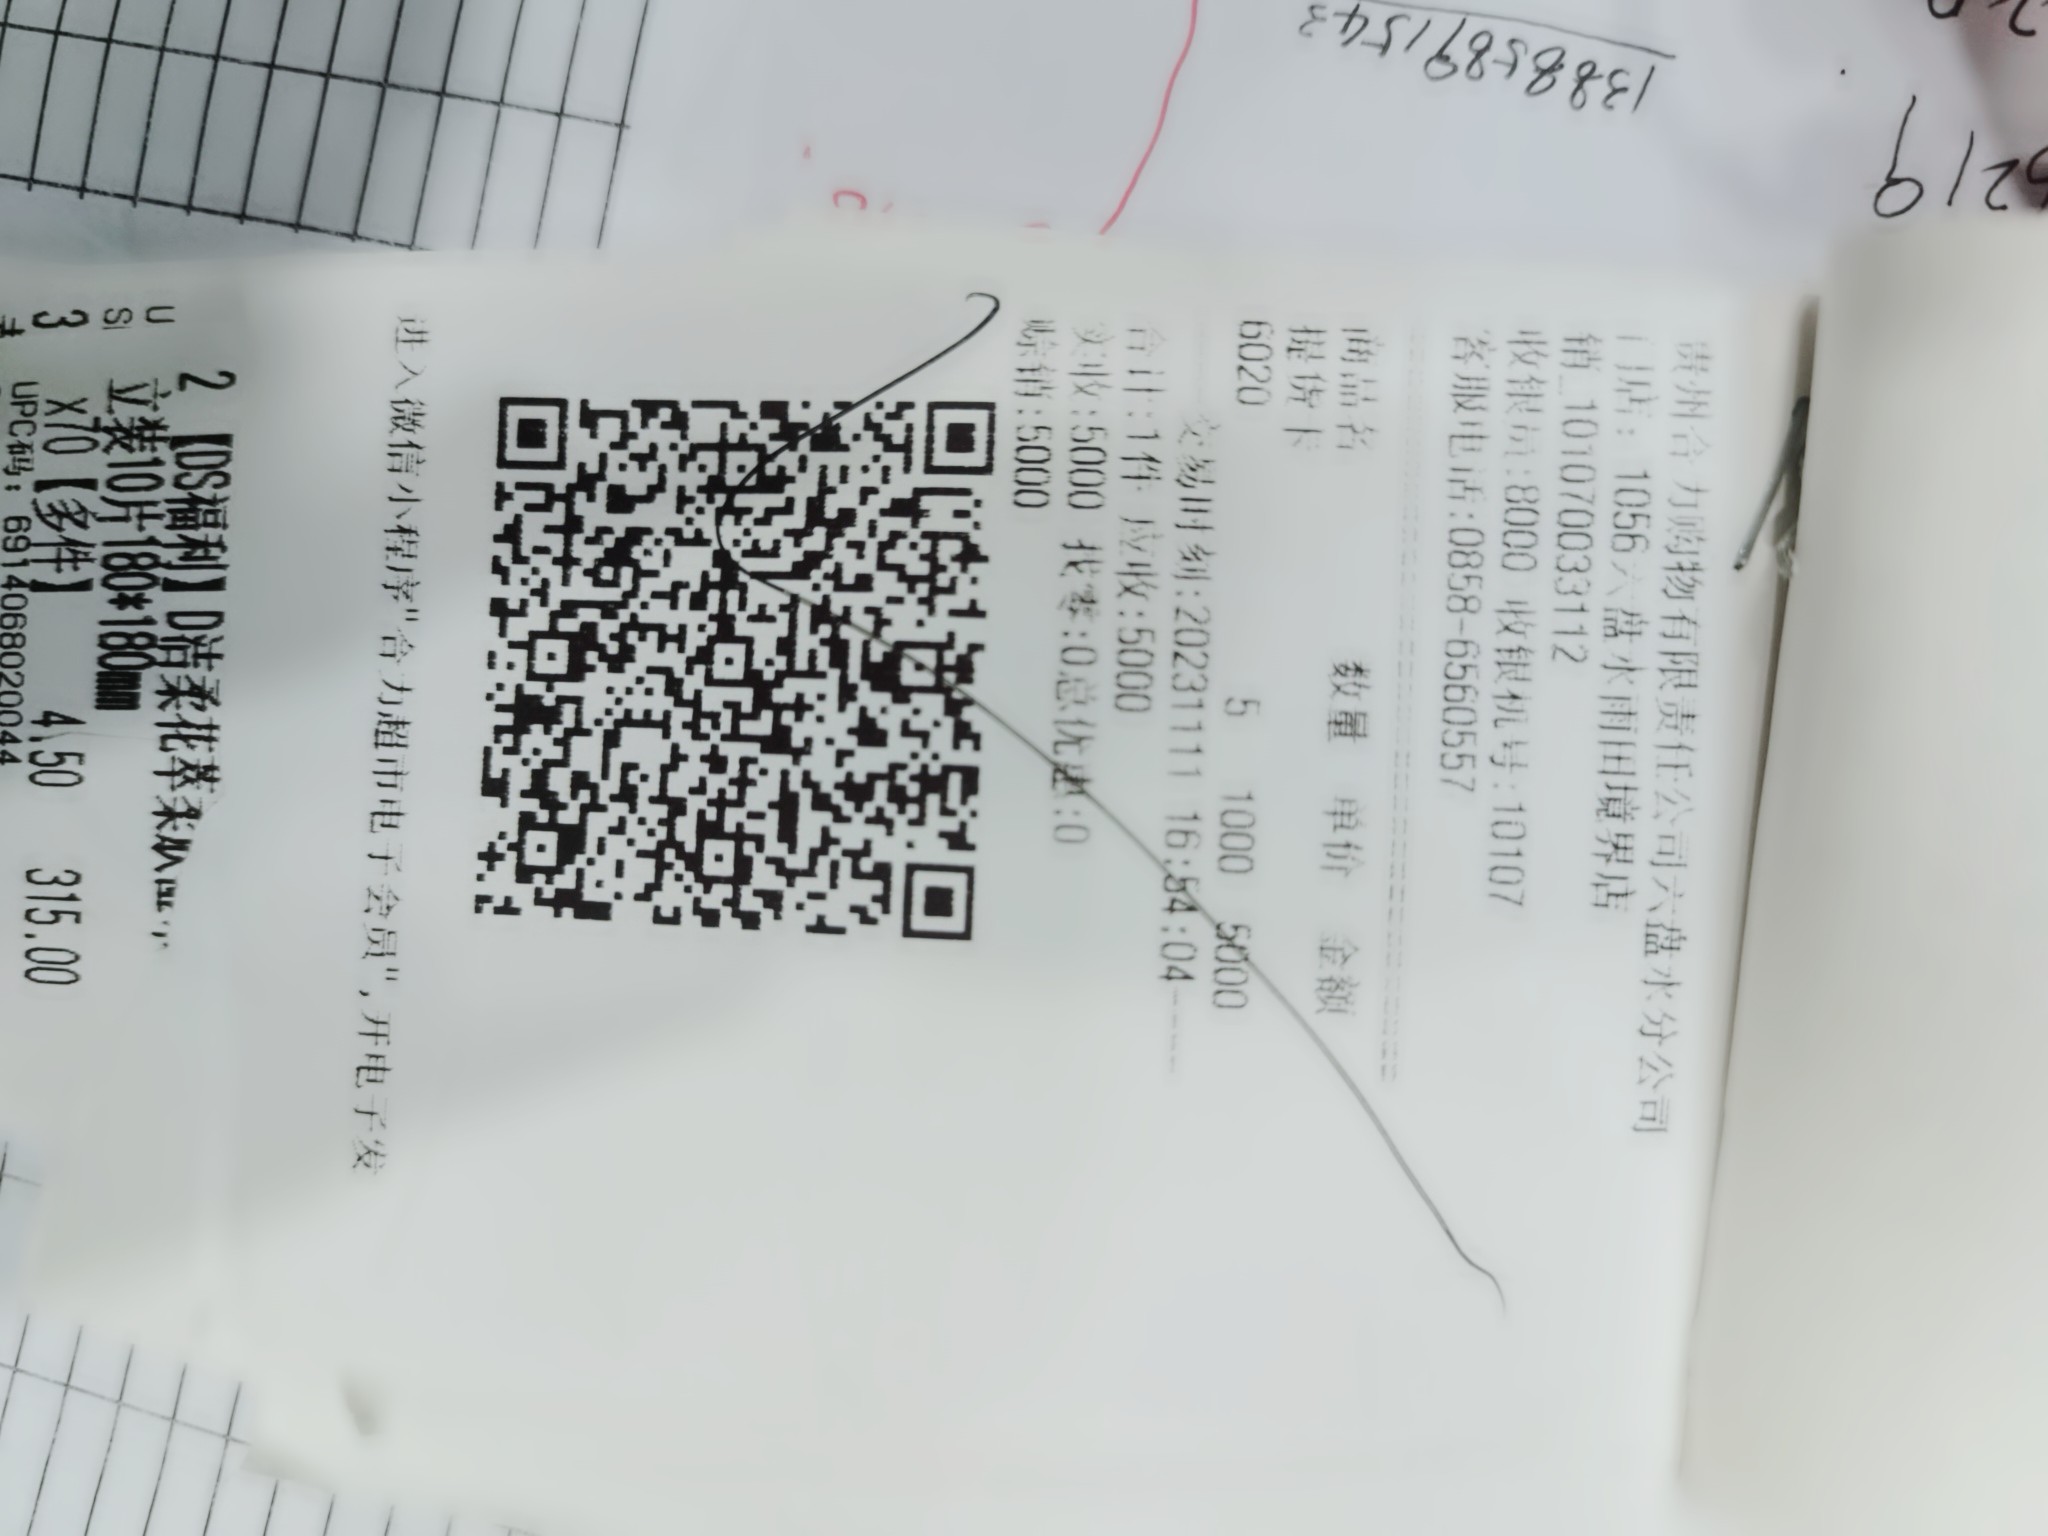 贵州合力购物有限责任公司六盘水分公司
门店: 1056六盘水雨田境界店
销_101070033112
收银员:8000 收银机号:10107
客服电话:0858-6560557
商品名 数量 单价 金额
提货卡
6020 5 1000 5000
交易时刻:20231111 16:54:04
合计:1件 应收:5000
实收:5000 找零:0总优惠:0
赊销:5000
进入微信小程序"合力超市电子会员",开电子发
2 【DS福利】D洁柔花萃柔
立装10片180*180mm
3 X70【多件】 4.50 315.00
UPC码: 6914068020044
13885891543
6219